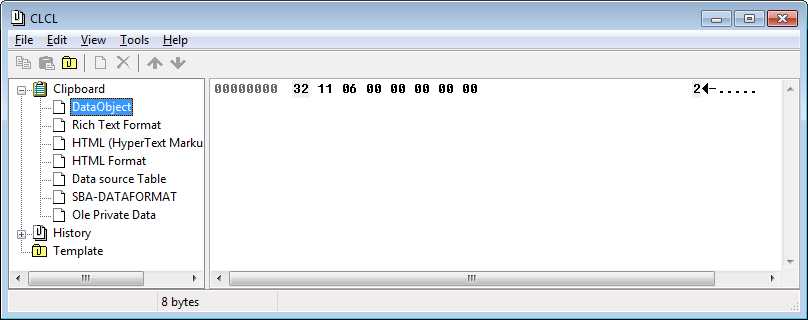 CLCL
File Edit View Tools Help
Clipboard
DataObject
Rich Text Format
HTML (HyperText Marku
HTML Format
Data source Table
SBA-DATAFORMAT
Ole Private Data
History
Template
00000000 32 11 06 00 00 00 00 00 2◄-.....
8 bytes